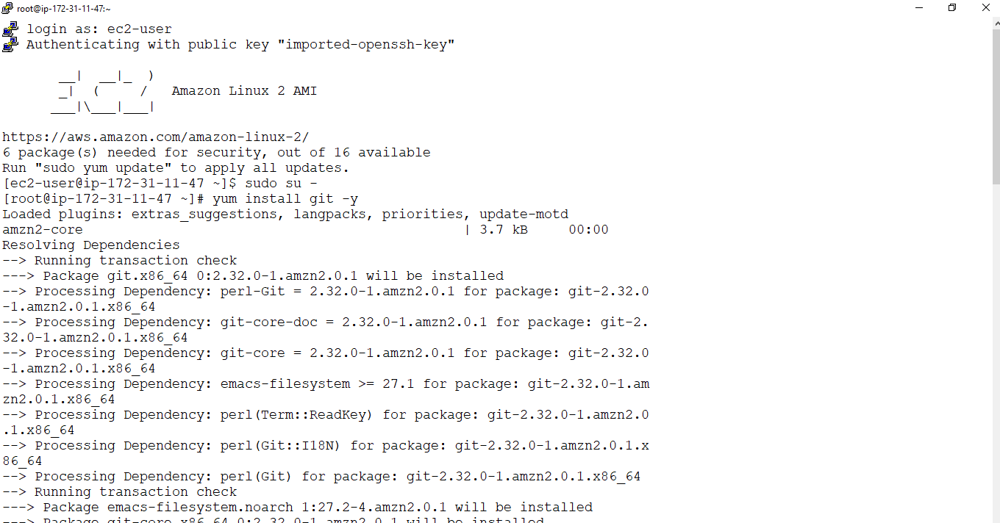 root@ip-172-31-11-47:~
login as: ec2-user
Authenticating with public key "imported-openssh-key"
__|  __|_  )
_|  (     /   Amazon Linux 2 AMI
___|\___|___|
https://aws.amazon.com/amazon-linux-2/
6 package(s) needed for security, out of 16 available
Run "sudo yum update" to apply all updates.
[ec2-user@ip-172-31-11-47 ~]$ sudo su -
[root@ip-172-31-11-47 ~]# yum install git -y
Loaded plugins: extras_suggestions, langpacks, priorities, update-motd
amzn2-core                                               | 3.7 kB     00:00
Resolving Dependencies
--> Running transaction check
---> Package git.x86_64 0:2.32.0-1.amzn2.0.1 will be installed
--> Processing Dependency: perl-Git = 2.32.0-1.amzn2.0.1 for package: git-2.32.0
-1.amzn2.0.1.x86_64
--> Processing Dependency: git-core-doc = 2.32.0-1.amzn2.0.1 for package: git-2.
32.0-1.amzn2.0.1.x86_64
--> Processing Dependency: git-core = 2.32.0-1.amzn2.0.1 for package: git-2.32.0
-1.amzn2.0.1.x86_64
--> Processing Dependency: emacs-filesystem >= 27.1 for package: git-2.32.0-1.am
zn2.0.1.x86_64
--> Processing Dependency: perl(Term::ReadKey) for package: git-2.32.0-1.amzn2.0
.1.x86_64
--> Processing Dependency: perl(Git::I18N) for package: git-2.32.0-1.amzn2.0.1.x
86_64
--> Processing Dependency: perl(Git) for package: git-2.32.0-1.amzn2.0.1.x86_64
--> Running transaction check
---> Package emacs-filesystem.noarch 1:27.2-4.amzn2.0.1 will be installed
---> Package git-core.x86_64 0:2.32.0-1.amzn2.0.1 will be installed